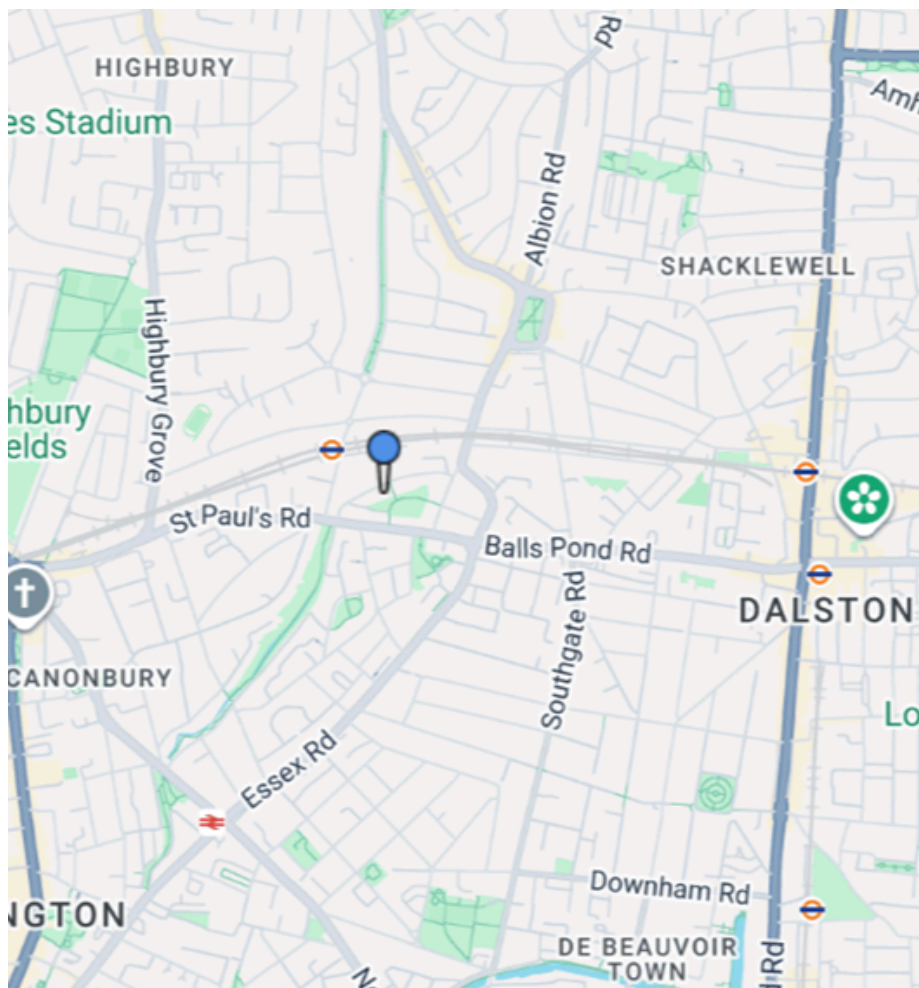 Rd
HIGHBURY
Amh
es Stadium
Albion Rd
SHACKLEWELL
Highbury Grove
hbury
elds
St Paul's Rd
Balls Pond Rd
Southgate Rd
DALSTON
CANONBURY
Lo
Essex Rd
Downham Rd
NGTON
DE BEAUVOIR
TOWN
Rd